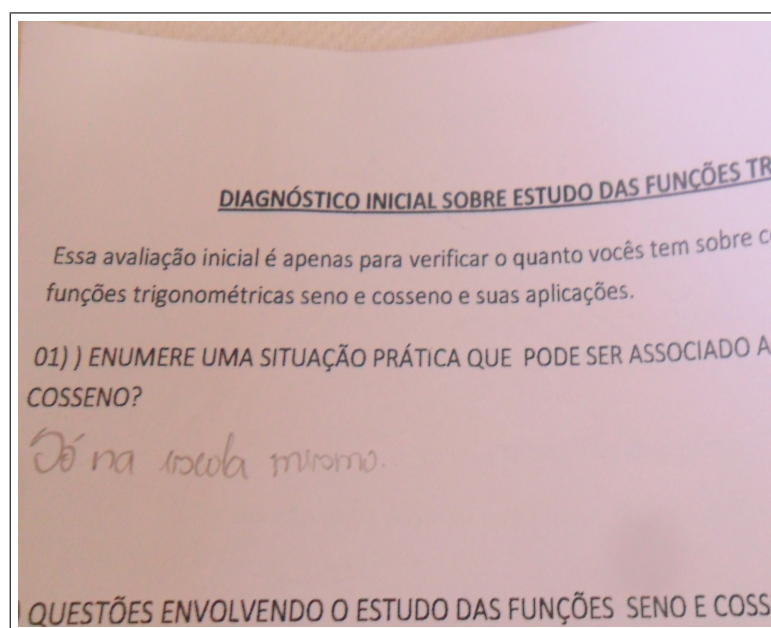 DIAGNÓSTICO INICIAL SOBRE ESTUDO DAS FUNÇÕES TR
Essa avaliação inicial é apenas para verificar o quanto vocês tem sobre c
funções trigonométricas seno e cosseno e suas aplicações.
01) ) ENUMERE UMA SITUAÇÃO PRÁTICA QUE PODE SER ASSOCIADO A
COSSENO?
Só na escola mesmo.
) QUESTÕES ENVOLVENDO O ESTUDO DAS FUNÇÕES SENO E COSS